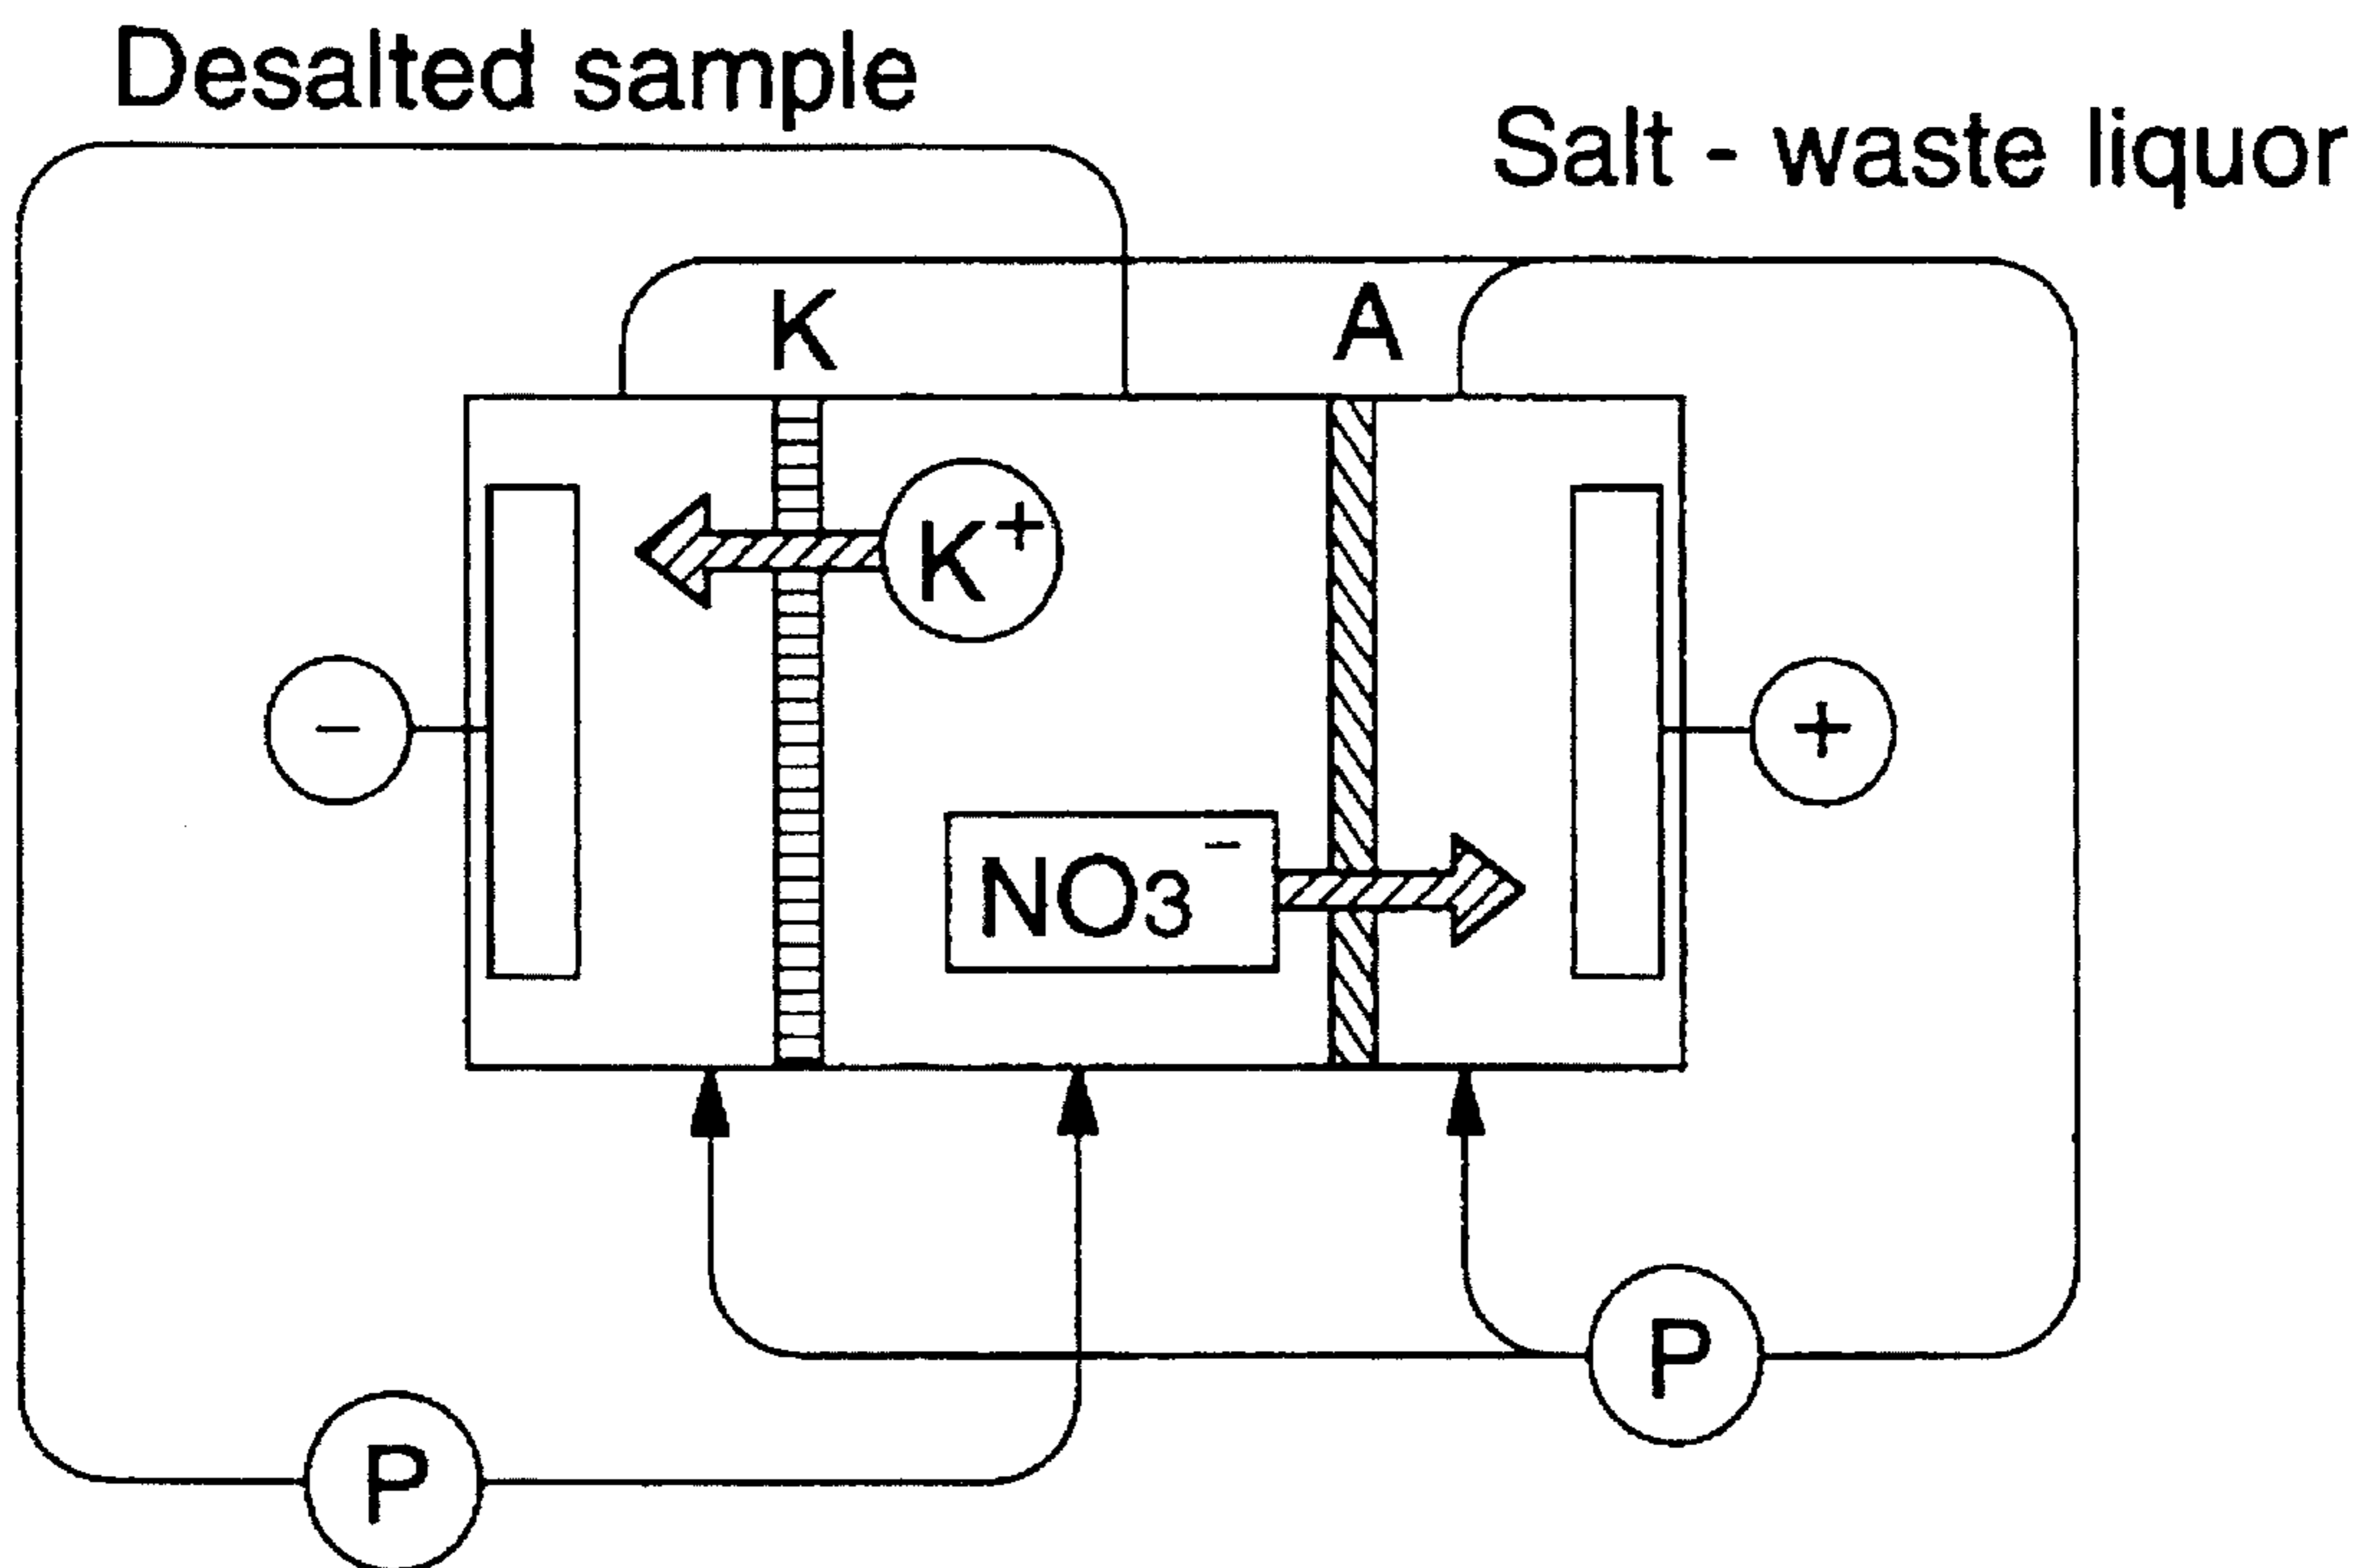 Desalted sample
Salt - waste liquor
K
A
K+
−
+
NO3−
P
P